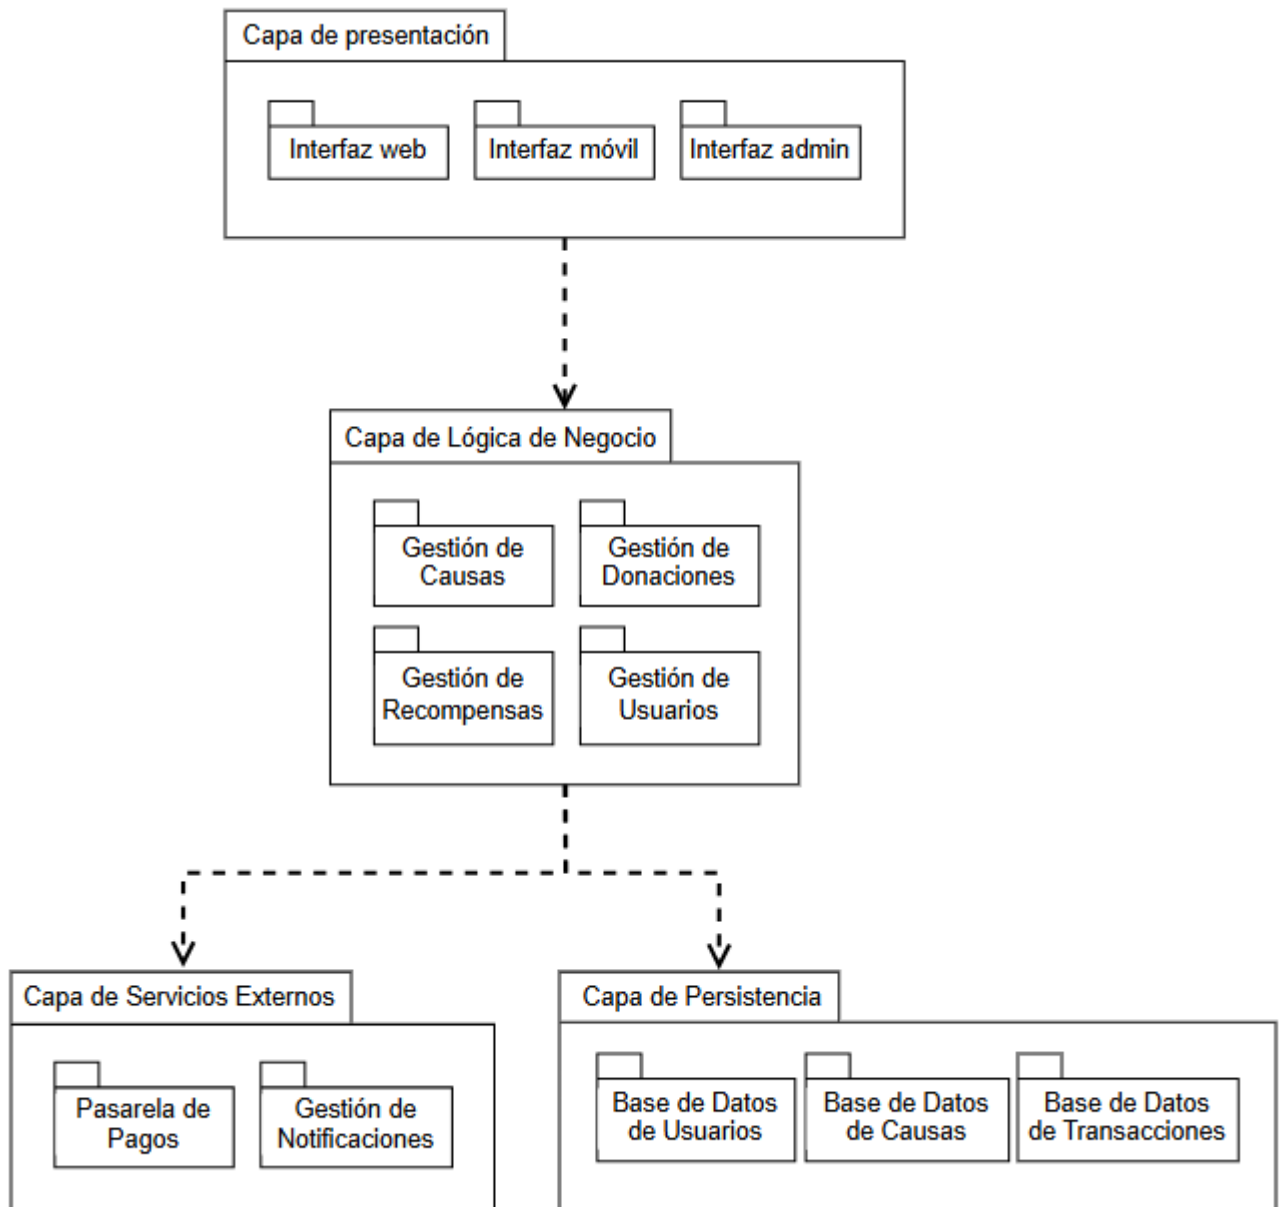 Capa de presentación
Interfaz web
Interfaz móvil
Interfaz admin
Capa de Lógica de Negocio
Gestión de
Causas
Gestión de
Donaciones
Gestión de
Recompensas
Gestión de
Usuarios
Capa de Servicios Externos
Pasarela de
Pagos
Gestión de
Notificaciones
Capa de Persistencia
Base de Datos
de Usuarios
Base de Datos
de Causas
Base de Datos
de Transacciones